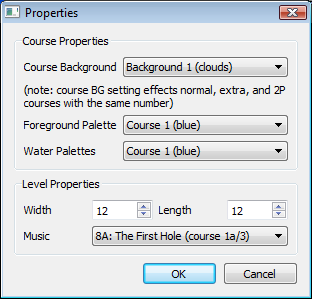 Properties
Course Properties
Course Background Background 1 (clouds)
(note: course BG setting effects normal, extra, and 2P
courses with the same number)
Foreground Palette Course 1 (blue)
Water Palettes Course 1 (blue)
Level Properties
Width 12 Length 12
Music 8A: The First Hole (course 1a/3)
OK Cancel